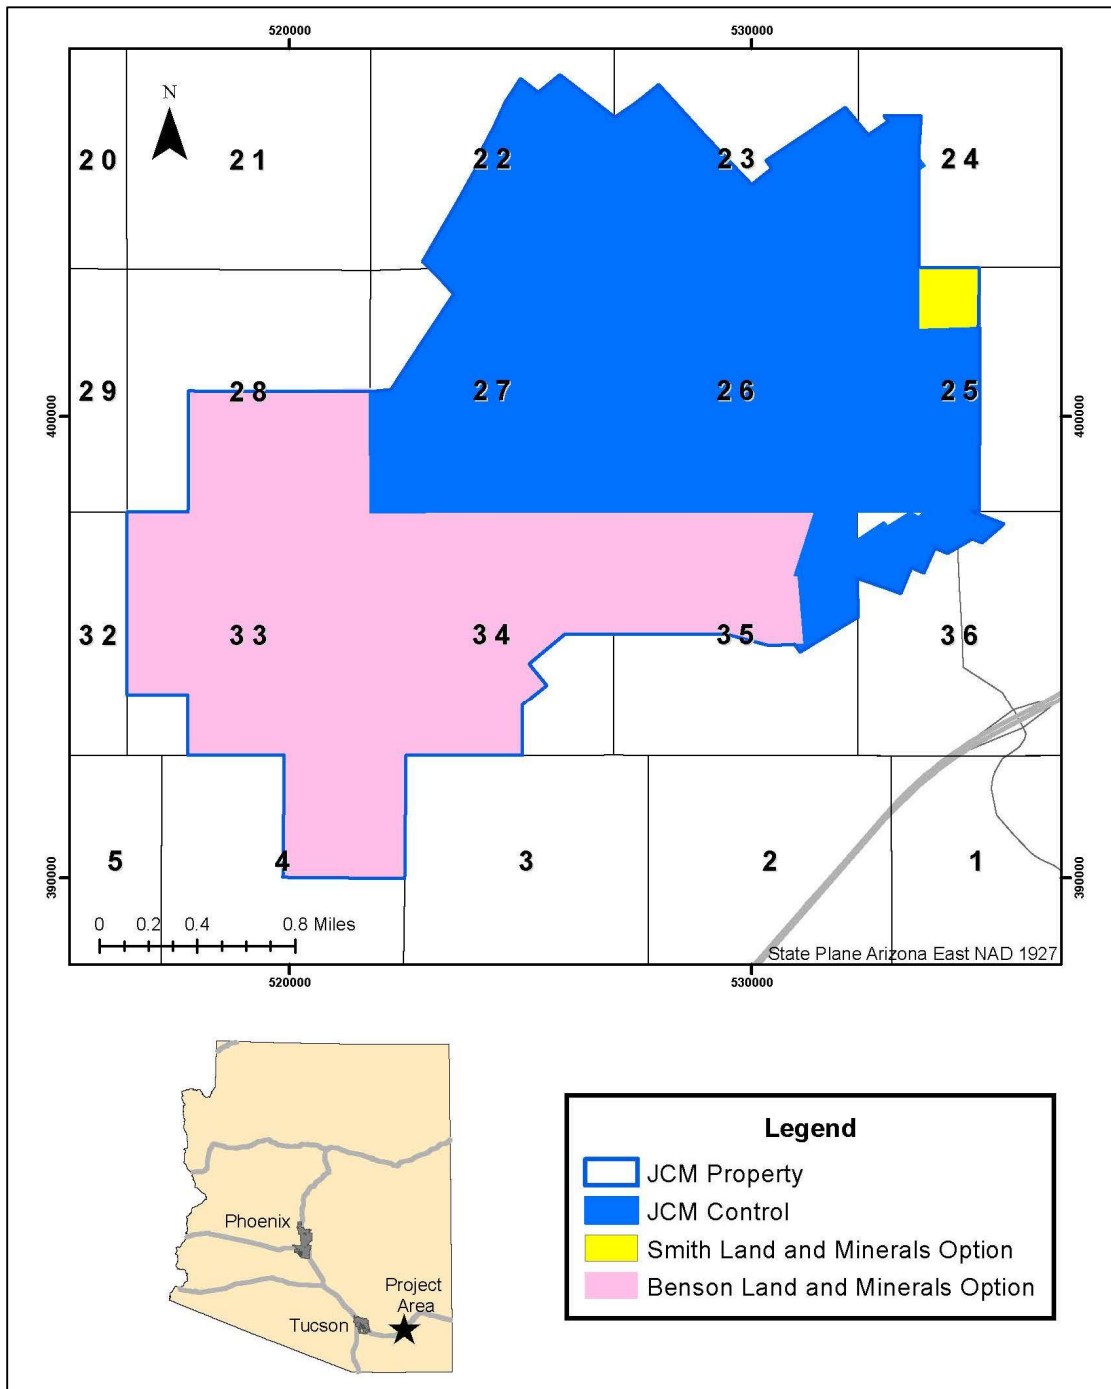 520000
530000
N
20
21
22
23
24
29
28
27
26
25
400000
400000
32
33
34
35
36
5
4
3
2
1
390000
390000
0
0.2
0.4
0.8 Miles
State Plane Arizona East NAD 1927
520000
530000
Phoenix
Project
Area
Tucson
Legend
JCM Property
JCM Control
Smith Land and Minerals Option
Benson Land and Minerals Option